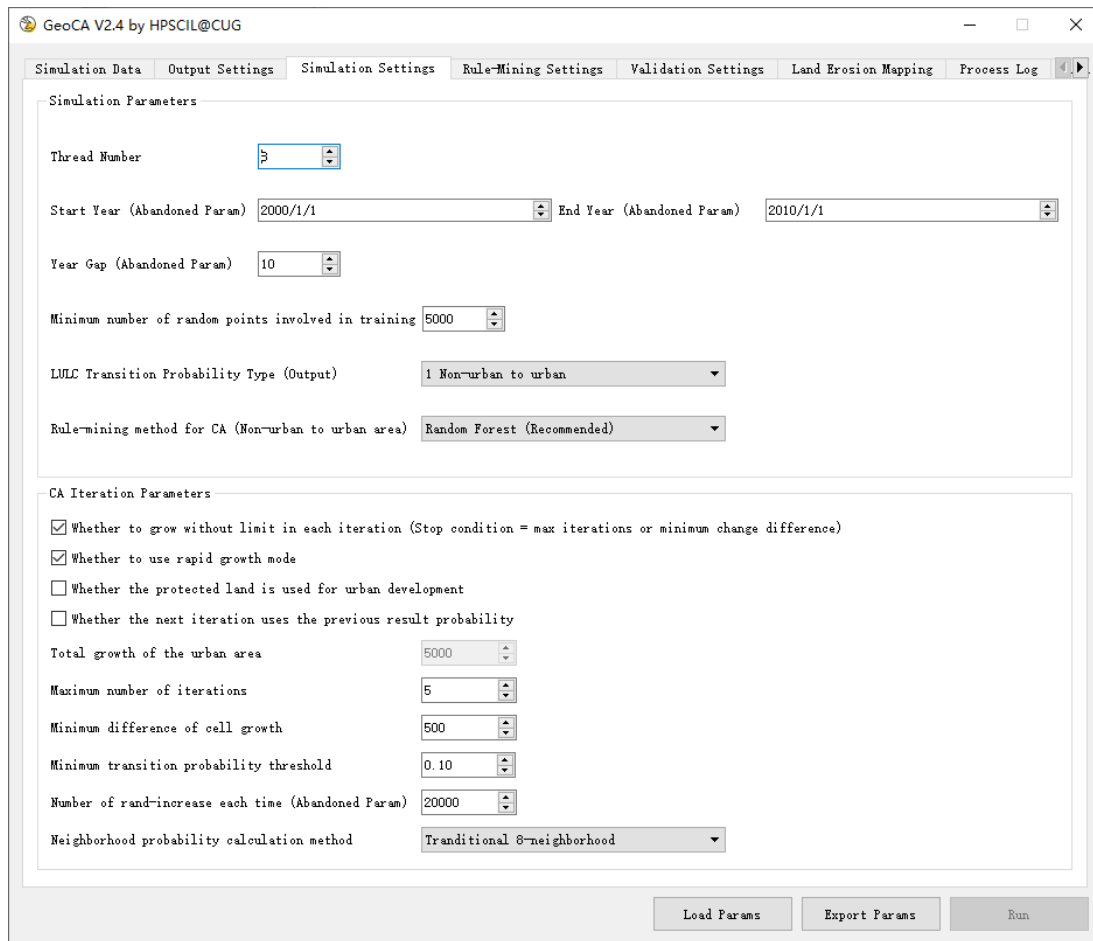 GeoCA V2.4 by HPSCIL@CUG
Simulation Data Output Settings Simulation Settings Rule-Mining Settings Validation Settings Land Erosion Mapping Process Log
Simulation Parameters
Thread Number 3
Start Year (Abandoned Param) 2000/1/1 End Year (Abandoned Param) 2010/1/1
Year Gap (Abandoned Param) 10
Minimum number of random points involved in training 5000
LULC Transition Probability Type (Output) 1 Non-urban to urban
Rule-mining method for CA (Non-urban to urban area) Random Forest (Recommended)
CA Iteration Parameters
Whether to grow without limit in each iteration (Stop condition = max iterations or minimum change difference)
Whether to use rapid growth mode
Whether the protected land is used for urban development
Whether the next iteration uses the previous result probability
Total growth of the urban area 5000
Maximum number of iterations 5
Minimum difference of cell growth 500
Minimum transition probability threshold 0.10
Number of rand-increase each time (Abandoned Param) 20000
Neighborhood probability calculation method Tranditional 8-neighborhood
Load Params Export Params Run